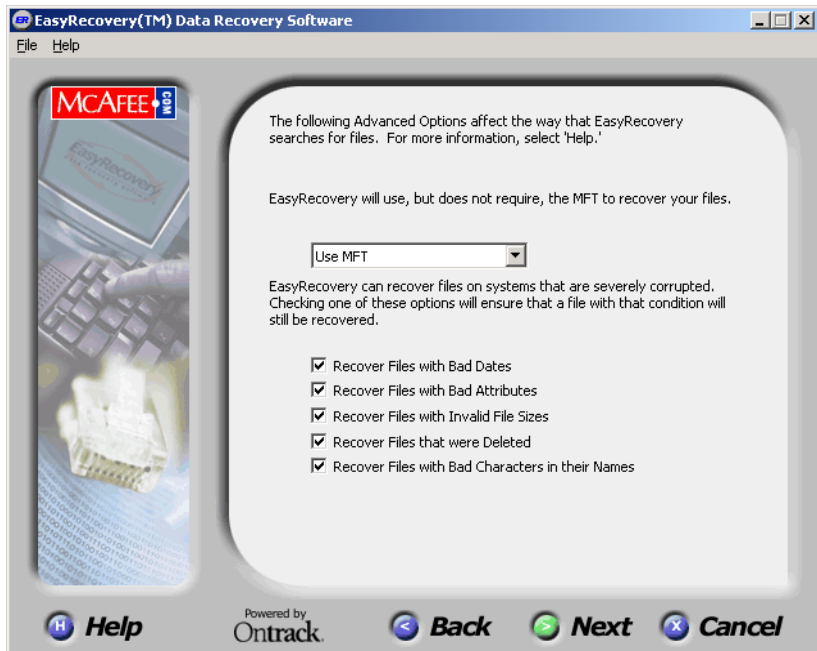 EasyRecovery(TM) Data Recovery Software
File Help
McAFEE.COM
EasyRecovery
The following Advanced Options affect the way that EasyRecovery
searches for files. For more information, select 'Help.'
EasyRecovery will use, but does not require, the MFT to recover your files.
Use MFT
EasyRecovery can recover files on systems that are severely corrupted.
Checking one of these options will ensure that a file with that condition will
still be recovered.
Recover Files with Bad Dates
Recover Files with Bad Attributes
Recover Files with Invalid File Sizes
Recover Files that were Deleted
Recover Files with Bad Characters in their Names
Help
Powered by
Ontrack.
Back
Next
Cancel